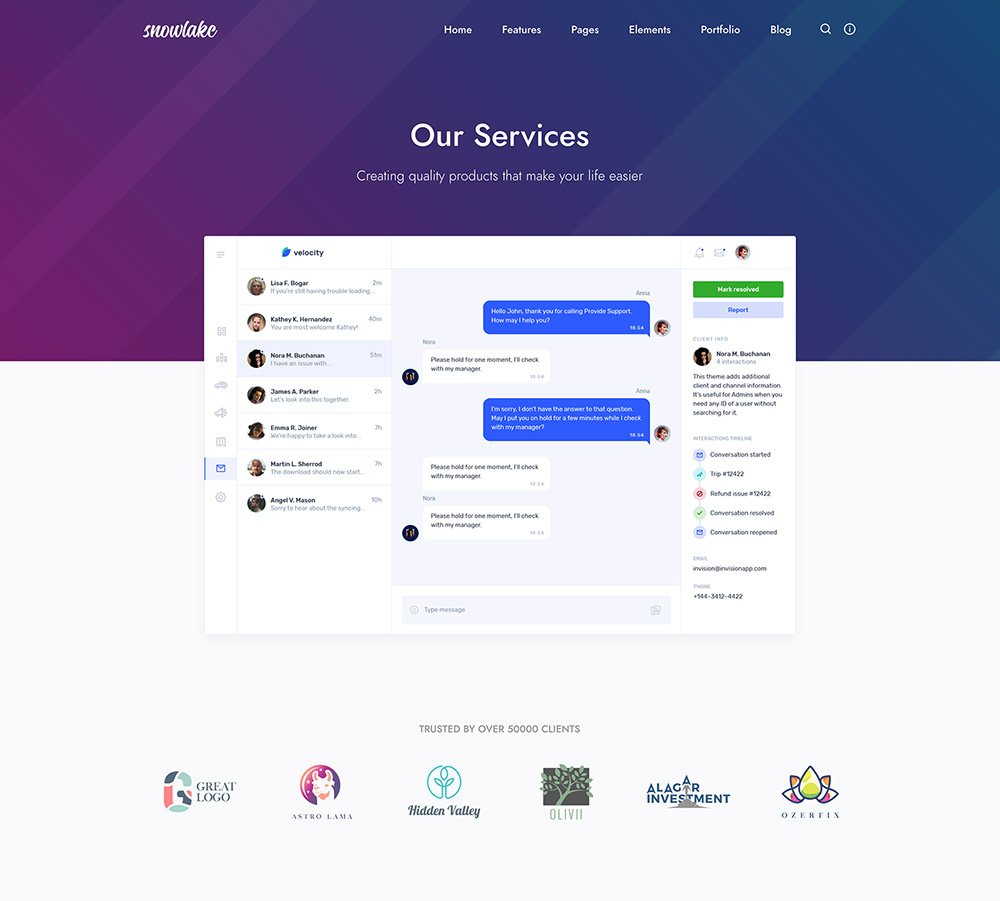 snowlake
Home Features Pages Elements Portfolio Blog
Our Services
Creating quality products that make your life easier
velocity
Lisa F. Bogar 2m
If you're still having trouble loading...
Kathey K. Hernandez 40m
You are most welcome Kathey!
Nora M. Buchanan 51m
I have an issue with...
James A. Parker 2h
Let's look into this together.
Emma R. Joiner 7h
We're happy to take a look into...
Martin L. Sherrod 7h
The download should now start...
Angel V. Mason 10h
Sorry to hear about the syncing...
Anna
Hello John, thank you for calling Provide Support.
How may I help you?
18:54
Nora
Please hold for one moment, I'll check
with my manager.
18:54
Anna
I'm sorry, I don't have the answer to that question.
May I put you on hold for a few minutes while I check
with my manager?
18:54
Please hold for one moment, I'll check
with my manager.
18:54
Nora
Please hold for one moment, I'll check
with my manager.
18:54
Type message
Mark resolved
Report
CLIENT INFO
Nora M. Buchanan
4 interactions
This theme adds additional
client and channel information.
It's useful for Admins when you
need any ID of a user without
searching for it.
INTERACTIONS TIMELINE
Conversation started
Trip #12422
Refund issue #12422
Conversation resolved
Conversation reopened
EMAIL
invision@invisionapp.com
PHONE
+144-3412-4422
TRUSTED BY OVER 50000 CLIENTS
GREAT
LOGO
ASTRO LAMA
Hidden Valley
OLIVII
ALAGAR
INVESTMENT
OZERFIX